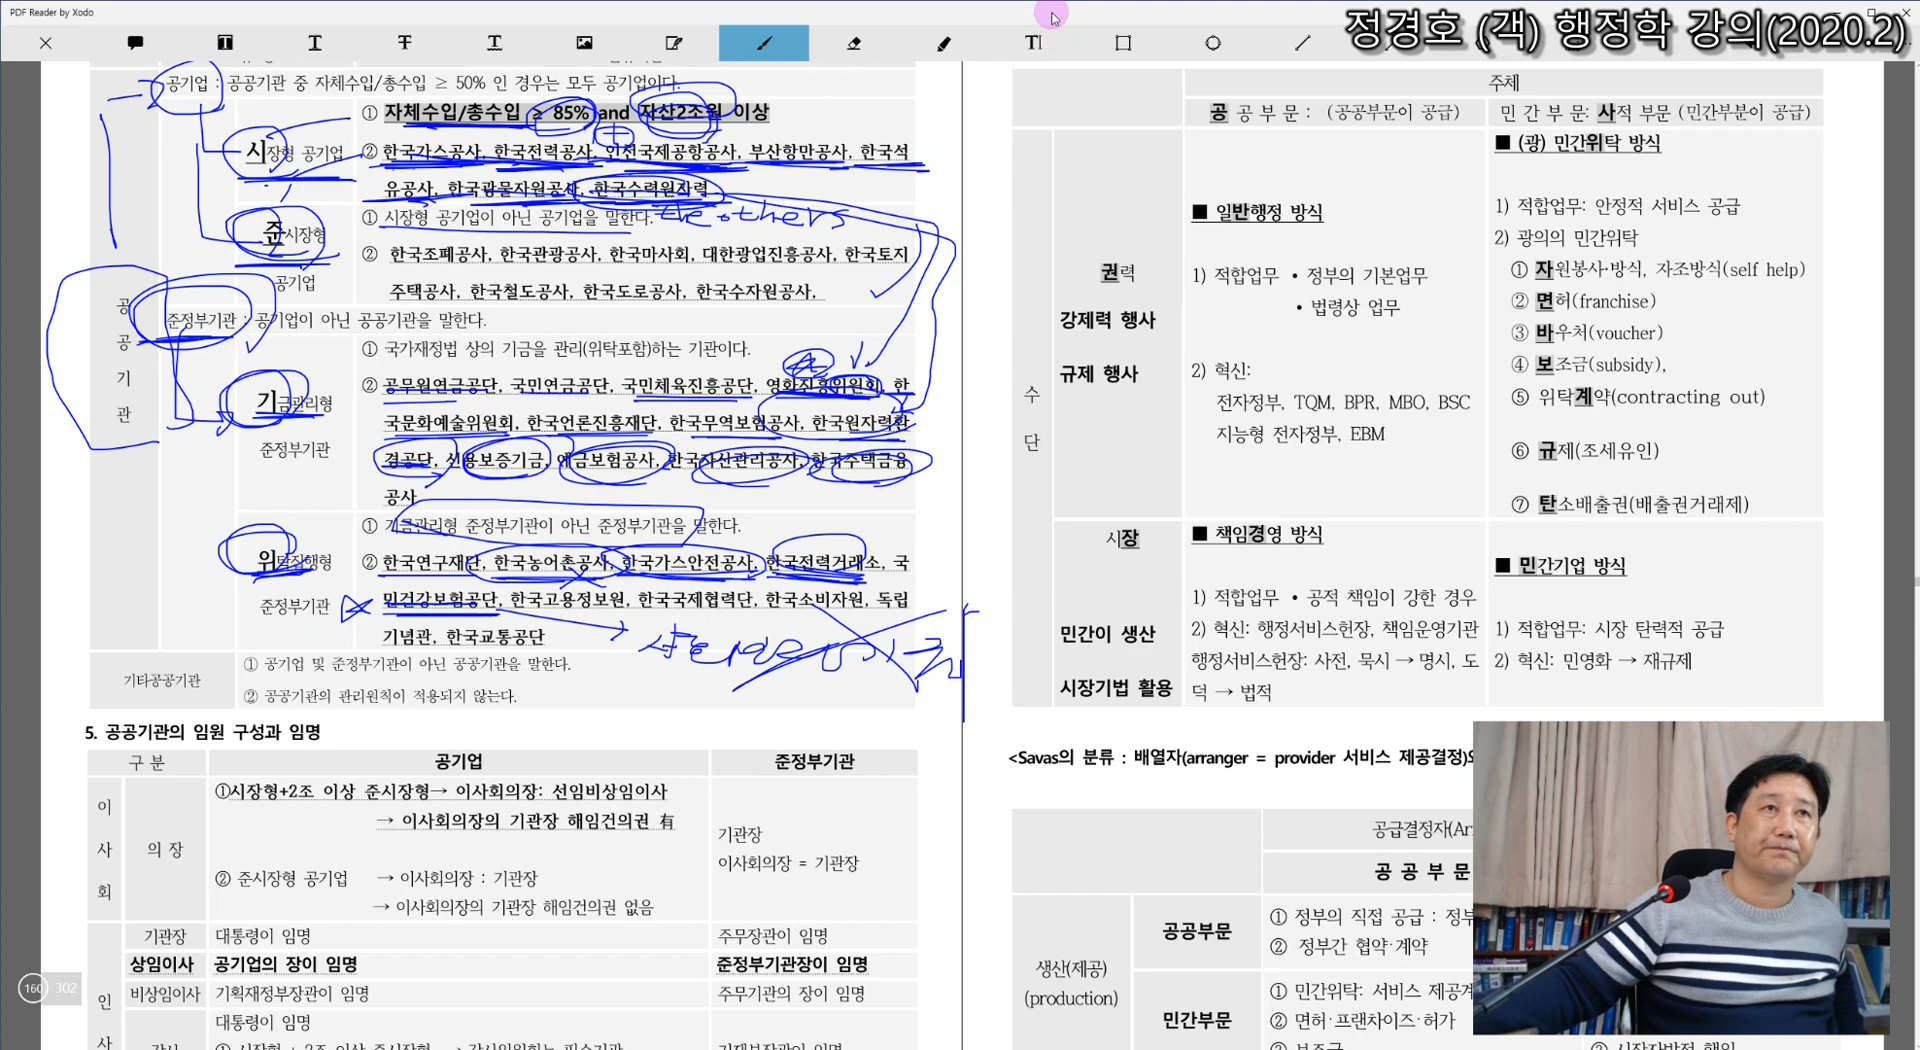 PDF Reader by Xodo
정경호 (객) 행정학 강의(2020.2)
공기업 : 공공기관 중 자체수입/총수입 ≥ 50% 인 경우는 모두 공기업이다.
공
공
기
관
시장형 공기업
① 자체수입/총수입 ≥ 85% and 자산2조원 이상
② 한국가스공사, 한국전력공사, 인천국제공항공사, 부산항만공사, 한국석
유공사, 한국광물자원공사, 한국수력원자력
준시장형
공기업
① 시장형 공기업이 아닌 공기업을 말한다.
the others
② 한국조폐공사, 한국관광공사, 한국마사회, 대한광업진흥공사, 한국토지
주택공사, 한국철도공사, 한국도로공사, 한국수자원공사,
준정부기관 : 공기업이 아닌 공공기관을 말한다.
기금관리형
준정부기관
① 국가재정법 상의 기금을 관리(위탁포함)하는 기관이다.
② 공무원연금공단, 국민연금공단, 국민체육진흥공단, 영화진흥위원회, 한
국문화예술위원회, 한국언론진흥재단, 한국무역보험공사, 한국원자력환
경공단, 신용보증기금, 예금보험공사, 한국자산관리공사, 한국주택금융
공사
위탁집행형
준정부기관
① 기금관리형 준정부기관이 아닌 준정부기관을 말한다.
② 한국연구재단, 한국농어촌공사, 한국가스안전공사, 한국전력거래소, 국
민건강보험공단, 한국고용정보원, 한국국제협력단, 한국소비자원, 독립
기념관, 한국교통공단
기타공공기관
① 공기업 및 준정부기관이 아닌 공공기관을 말한다.
② 공공기관의 관리원칙이 적용되지 않는다.
5. 공공기관의 임원 구성과 임명
구 분 공기업 준정부기관
이
사
회
의 장
①시장형+2조 이상 준시장형→ 이사회의장: 선임비상임이사
→ 이사회의장의 기관장 해임건의권 有
② 준시장형 공기업 → 이사회의장 : 기관장
→ 이사회의장의 기관장 해임건의권 없음
기관장
이사회의장 = 기관장
인
사
기관장 대통령이 임명 주무장관이 임명
상임이사 공기업의 장이 임명 준정부기관장이 임명
비상임이사 기획재정부장관이 임명 주무기관의 장이 임명
대통령이 임명
160 302
주체
공 공 부 문 : (공공부문이 공급)
민 간 부 문: 사적 부문 (민간부분이 공급)
수
단
권력
강제력 행사
규제 행사
■ 일반행정 방식
1) 적합업무 • 정부의 기본업무
• 법령상 업무
2) 혁신:
전자정부, TQM, BPR, MBO, BSC
지능형 전자정부, EBM
■ (광) 민간위탁 방식
1) 적합업무: 안정적 서비스 공급
2) 광의의 민간위탁
① 자원봉사·방식, 자조방식(self help)
② 면허(franchise)
③ 바우처(voucher)
④ 보조금(subsidy),
⑤ 위탁계약(contracting out)
⑥ 규제(조세유인)
⑦ 탄소배출권(배출권거래제)
시장
민간이 생산
시장기법 활용
■ 책임경영 방식
1) 적합업무 • 공적 책임이 강한 경우
2) 혁신: 행정서비스헌장, 책임운영기관
행정서비스헌장: 사전, 묵시 → 명시, 도
덕 → 법적
■ 민간기업 방식
1) 적합업무: 시장 탄력적 공급
2) 혁신: 민영화 → 재규제
<Savas의 분류 : 배열자(arranger = provider 서비스 제공결정)와
공급결정자(Ar
공 공 부 문
생산(제공)
(production)
공공부문
① 정부의 직접 공급 : 정부
② 정부간 협약·계약
민간부문
① 민간위탁: 서비스 제공계
② 면허·프랜차이즈·허가